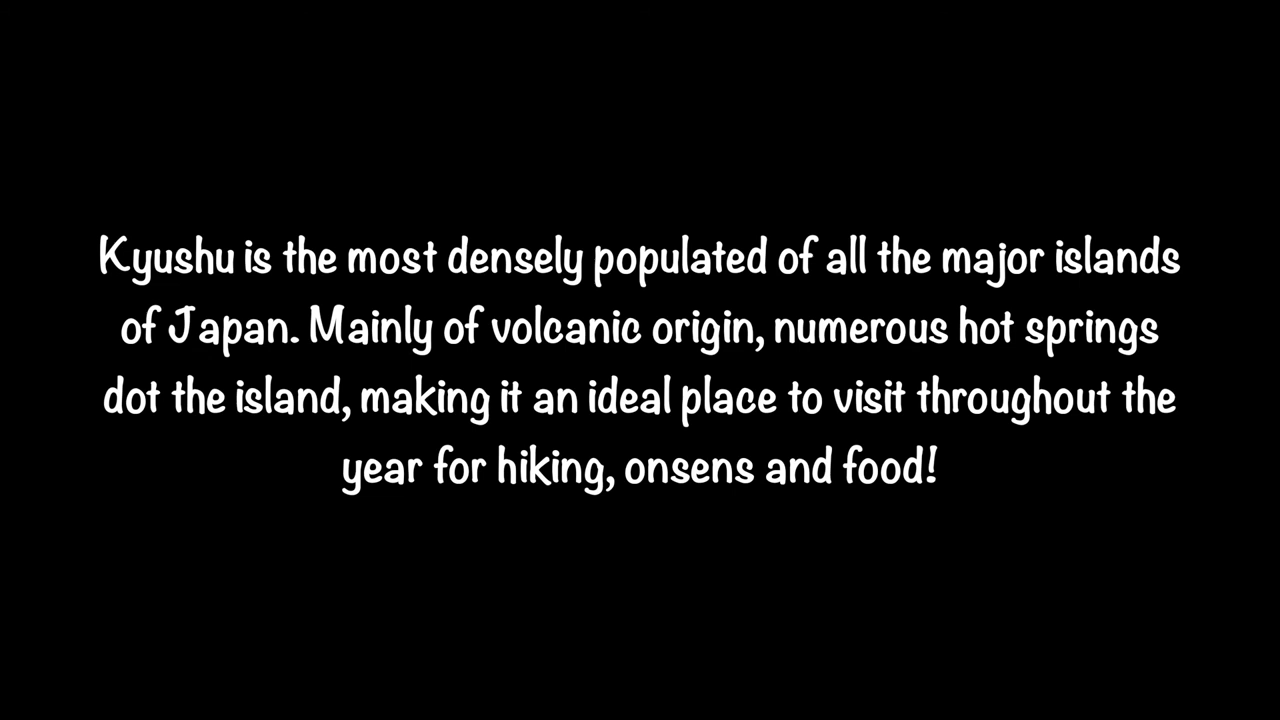 Kyushu is the most densely populated of all the major islands
of Japan. Mainly of volcanic origin, numerous hot springs
dot the island, making it an ideal place to visit throughout the
year for hiking, onsens and food!